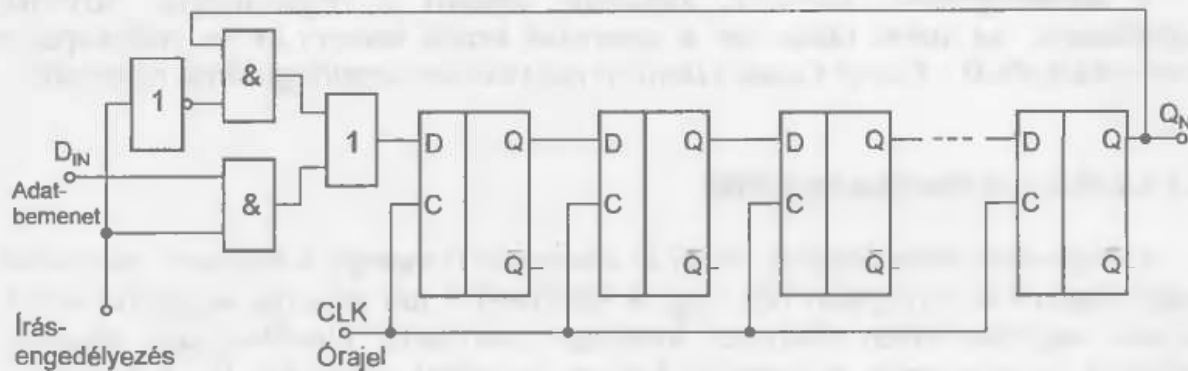 1
&
&
1
D_IN
Adat-
bemenet
Írás-
engedélyezés
CLK
Órajel
D Q
C
Q̅
D Q
C
Q̅
D Q
C
Q̅
D Q
C
Q̅
Q_N